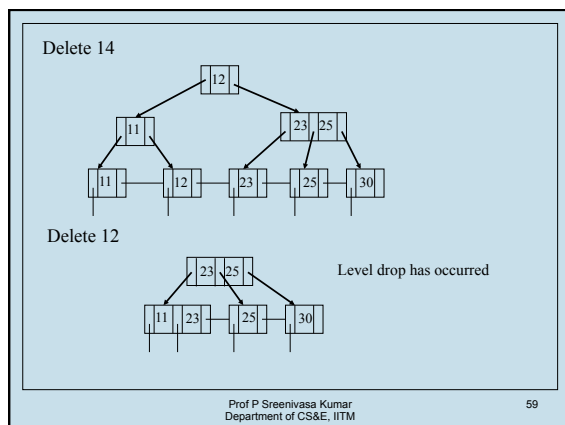 Delete 14
12
11
23 25
11 12 23 25 30
Delete 12
23 25
Level drop has occurred
11 23 25 30
Prof P Sreenivasa Kumar
Department of CS&E, IITM
59